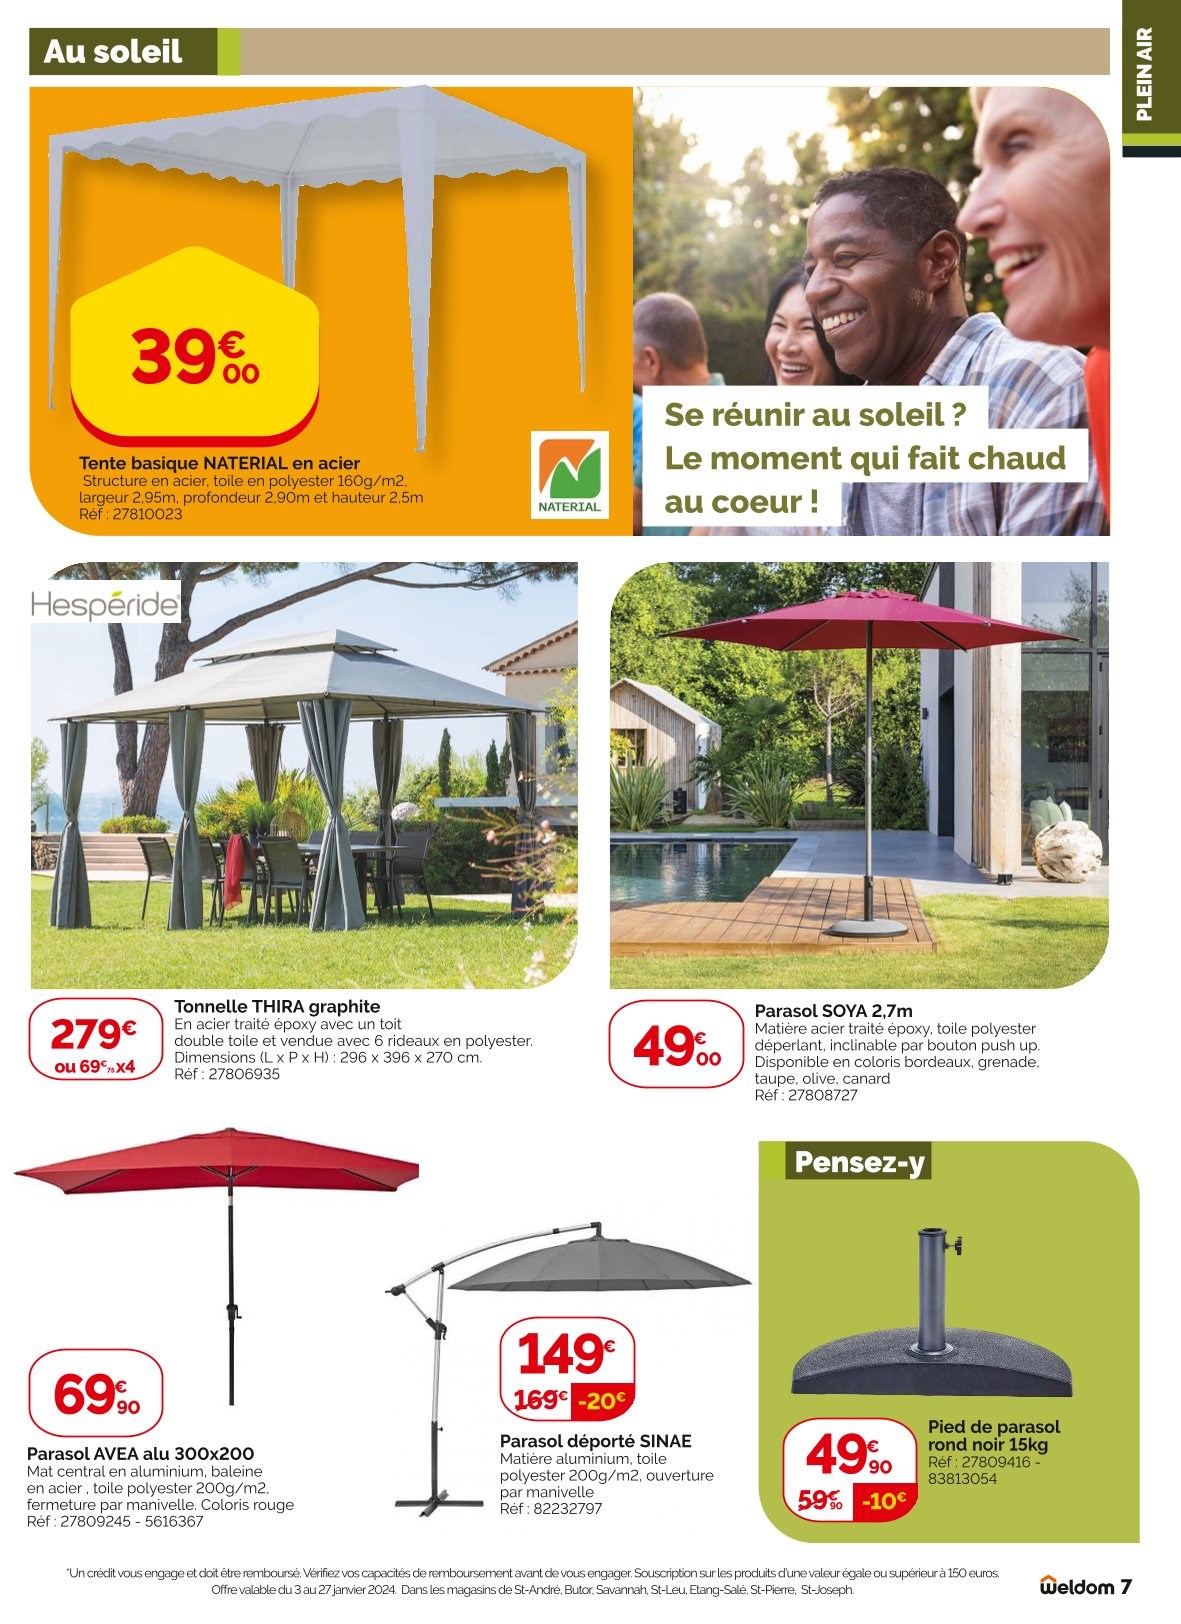 Au soleil
PLEIN AIR
39€00
Tente basique NATERIAL en acier
Structure en acier, toile en polyester 160g/m2,
largeur 2,95m, profondeur 2,90m et hauteur 2,5m
Réf : 27810023
NATERIAL
Se réunir au soleil ?
Le moment qui fait chaud
au coeur !
Hespéride
279€
ou 69€,75x4
Tonnelle THIRA graphite
En acier traité époxy avec un toit
double toile et vendue avec 6 rideaux en polyester.
Dimensions (L x P x H) : 296 x 396 x 270 cm.
Réf : 27806935
49€00
Parasol SOYA 2,7m
Matière acier traité époxy, toile polyester
déperlant, inclinable par bouton push up.
Disponible en coloris bordeaux, grenade,
taupe, olive, canard
Réf : 27808727
69€90
Parasol AVEA alu 300x200
Mat central en aluminium, baleine
en acier , toile polyester 200g/m2,
fermeture par manivelle. Coloris rouge
Réf : 27809245 - 5616367
149€
169€ -20€
Parasol déporté SINAE
Matière aluminium, toile
polyester 200g/m2, ouverture
par manivelle
Réf : 82232797
Pensez-y
49€90
59€90 -10€
Pied de parasol
rond noir 15kg
Réf : 27809416 -
83813054
*Un crédit vous engage et doit être remboursé. Vérifiez vos capacités de remboursement avant de vous engager. Souscription sur les produits d'une valeur égale ou supérieur à 150 euros.
Offre valable du 3 au 27 janvier 2024. Dans les magasins de St-André, Butor, Savannah, St-Leu, Etang-Salé, St-Pierre, St-Joseph.
weldom 7